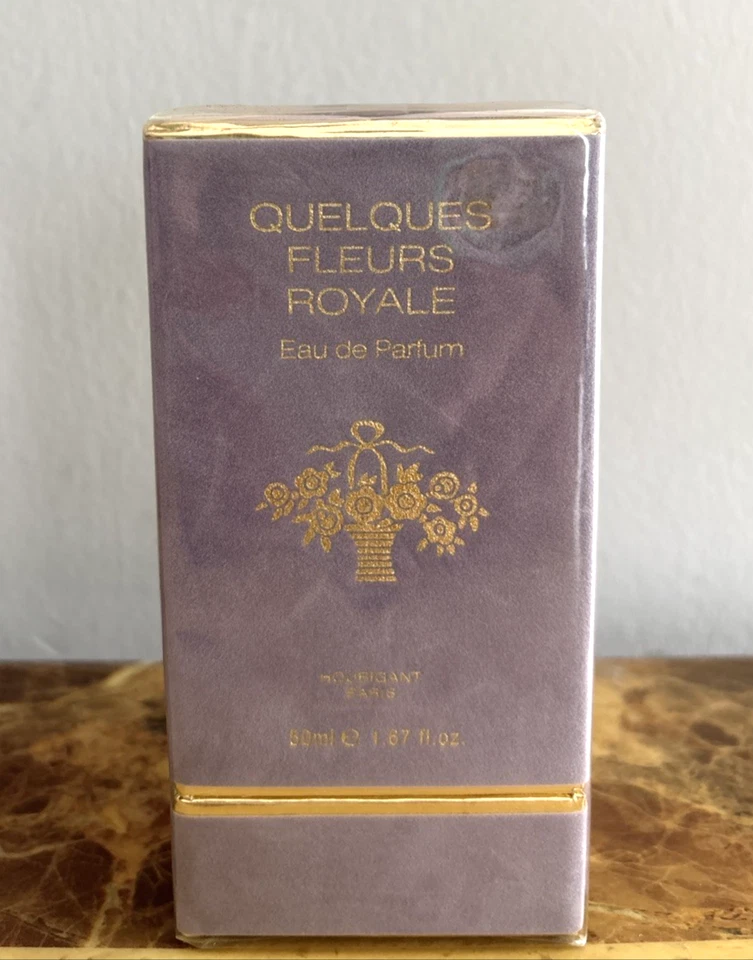 QUELQUES
FLEURS
ROYALE
Eau de Parfum
HOUBIGANT
PARIS
50ml ℮ 1.67 fl.oz.